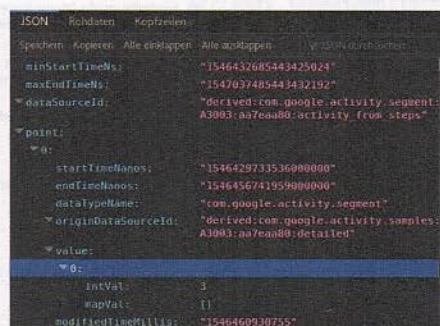 JSON Rohdaten Kopfzeilen
Speichern Kopieren Alle einklappen Alle ausklappen JSON durchsuchen
minStartTimeNs: "1546432685443425024"
maxEndTimeNs: "1547037485443432192"
dataSourceId: "derived:com.google.activity.segment:
A3003:aa7eaa80:activity_from_steps"
point:
0:
startTimeNanos: "1546429733536000000"
endTimeNanos: "1546456741959000000"
dataTypeName: "com.google.activity.segment"
originDataSourceId: "derived:com.google.activity.samples:
A3003:aa7eaa80:detailed"
value:
0:
intVal: 3
mapVal: []
modifiedTimeMillis: "1546460930755"